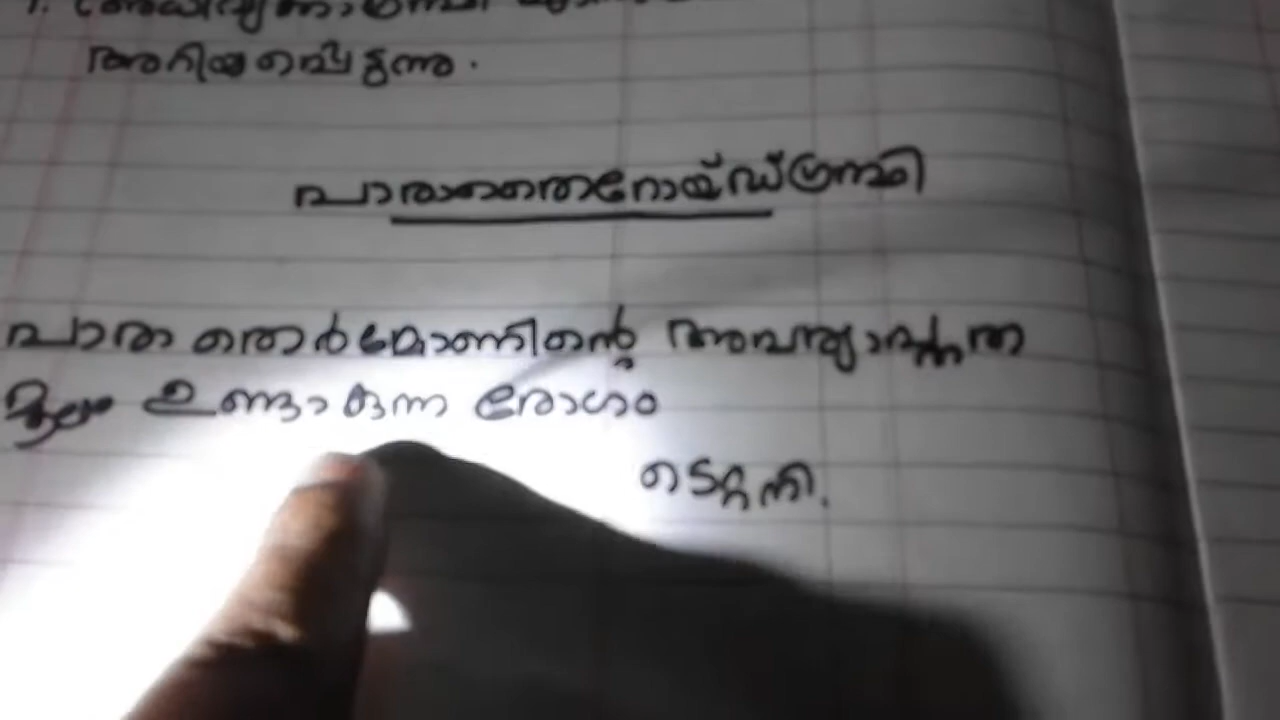 അറിയപ്പെടുന്നു.
പാരാതൈറോയ്ഡ് ഗ്രന്ഥി
പാരാതെർമോണിന്റെ അപര്യാപ്തത
മൂലം ഉണ്ടാകുന്ന രോഗം
ടെറ്റനി.